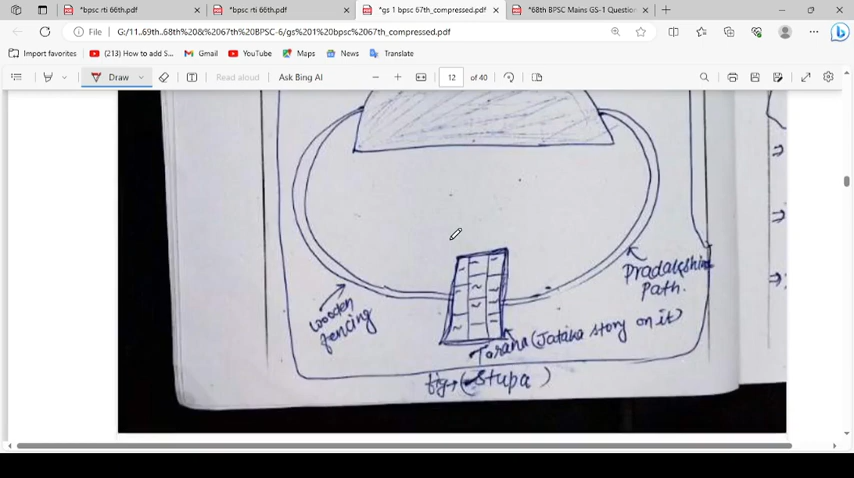 *bpsc rti 66th.pdf
*bpsc rti 66th.pdf
*gs 1 bpsc 67th_compressed.pdf
*68th BPSC Mains GS-1 Question
File
G:/11.69th.68th%20&%2067th%20BPSC-6/gs%201%20bpsc%2067th_compressed.pdf
Import favorites
(213) How to add S...
Gmail
YouTube
Maps
News
Translate
Draw
Read aloud
Ask Bing AI
12
of 40
wooden
fencing
Pradakshina
Path.
Torana (Jataka story on it)
fig→ (Stupa)